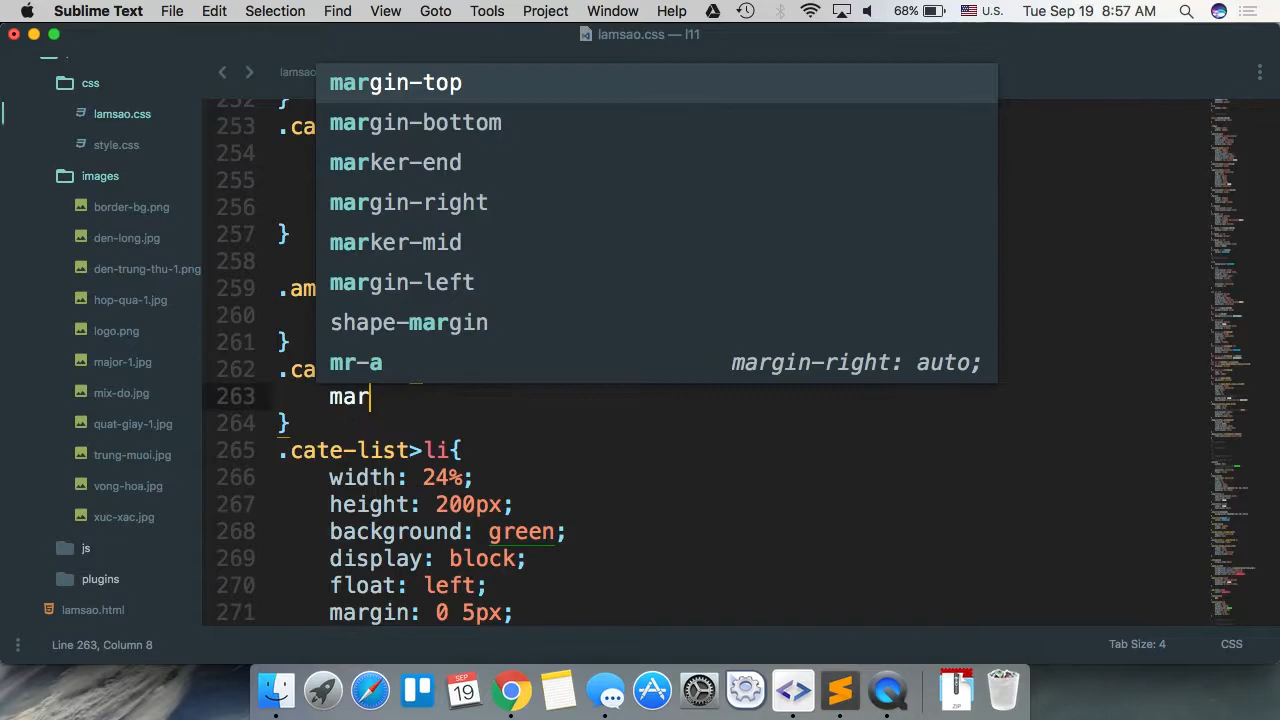 Sublime Text File Edit Selection Find View Goto Tools Project Window Help 68% U.S. Tue Sep 19 8:57 AM
lamsao.css — l11
css
lamsao.css
style.css
images
border-bg.png
den-long.jpg
den-trung-thu-1.png
hop-qua-1.jpg
logo.png
major-1.jpg
mix-do.jpg
quat-giay-1.jpg
trung-muoi.jpg
vong-hoa.jpg
xuc-xac.jpg
js
plugins
lamsao.html
lamsao
margin-top
margin-bottom
marker-end
margin-right
marker-mid
margin-left
shape-margin
mr-a margin-right: auto;
252 }
253 .ca
254
255
256
257 }
258
259 .am
260
261 }
262 .ca
263 mar
264 }
265 .cate-list>li{
266 width: 24%;
267 height: 200px;
268 background: green;
269 display: block;
270 float: left;
271 margin: 0 5px;
Line 263, Column 8 Tab Size: 4 CSS
SEP
19
ZIP